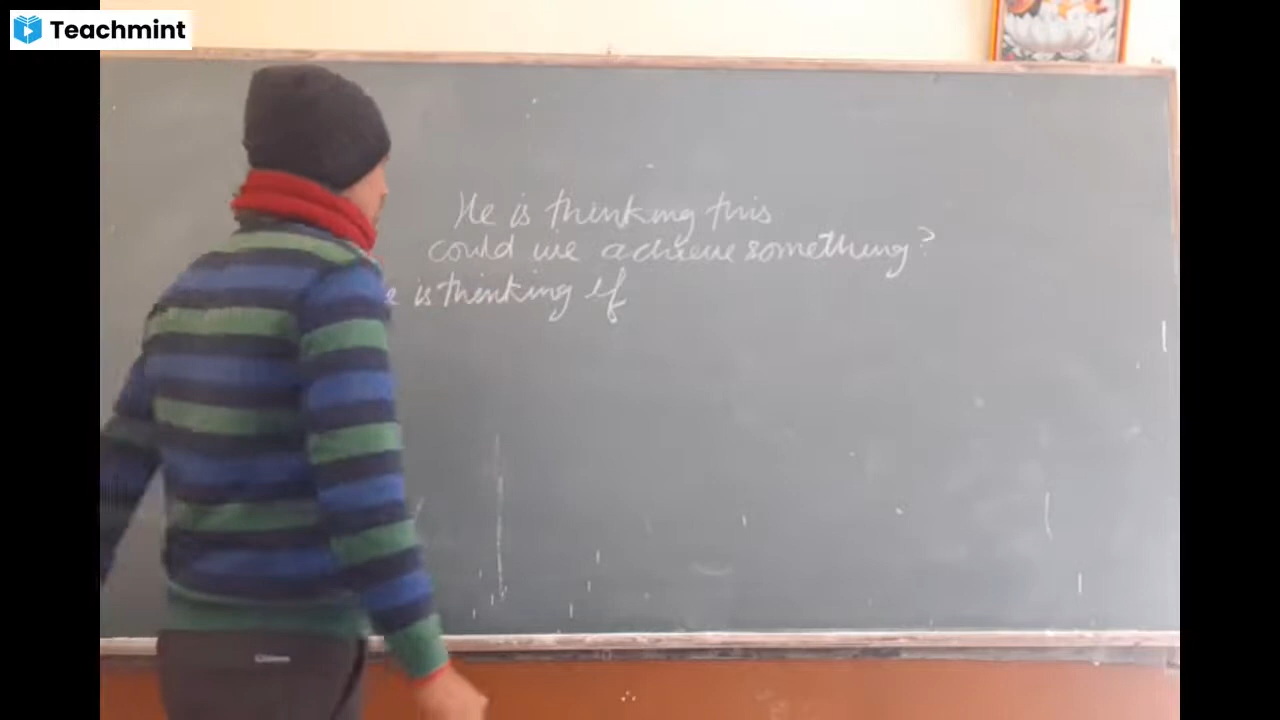 Teachmint
He is thinking this
could we achieve something?
is thinking if